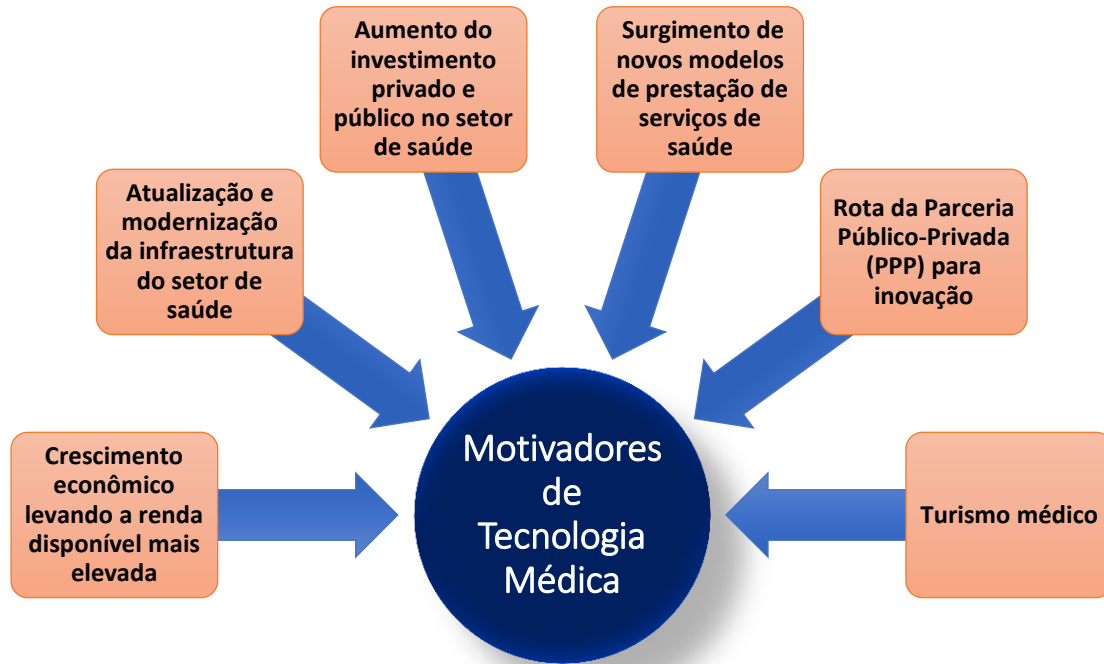 Aumento do
investimento
privado e
público no setor
de saúde
Surgimento de
novos modelos
de prestação de
serviços de
saúde
Atualização e
modernização
da infraestrutura
do setor de
saúde
Rota da Parceria
Público-Privada
(PPP) para
inovação
Crescimento
econômico
levando a renda
disponível mais
elevada
Motivadores
de
Tecnologia
Médica
Turismo médico